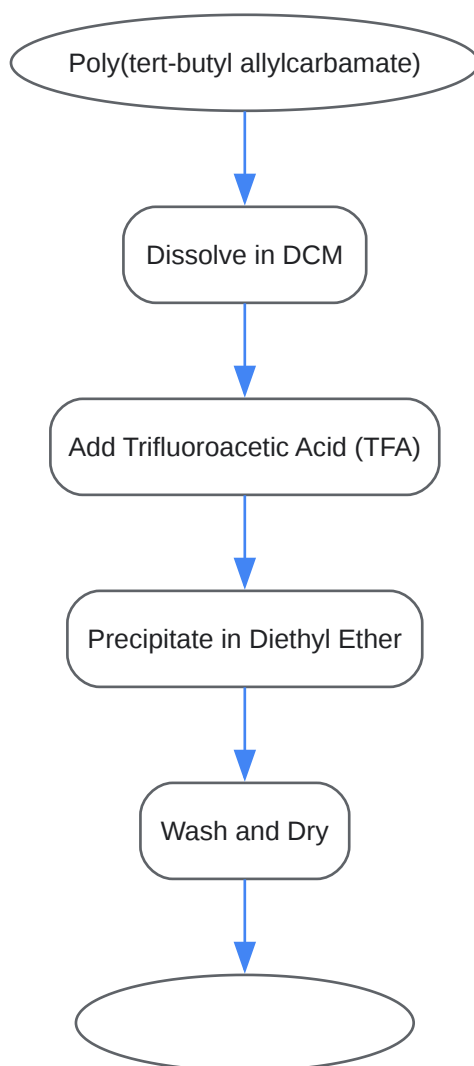 Poly(tert-butyl allylcarbamate)
Dissolve in DCM
Add Trifluoroacetic Acid (TFA)
Precipitate in Diethyl Ether
Wash and Dry